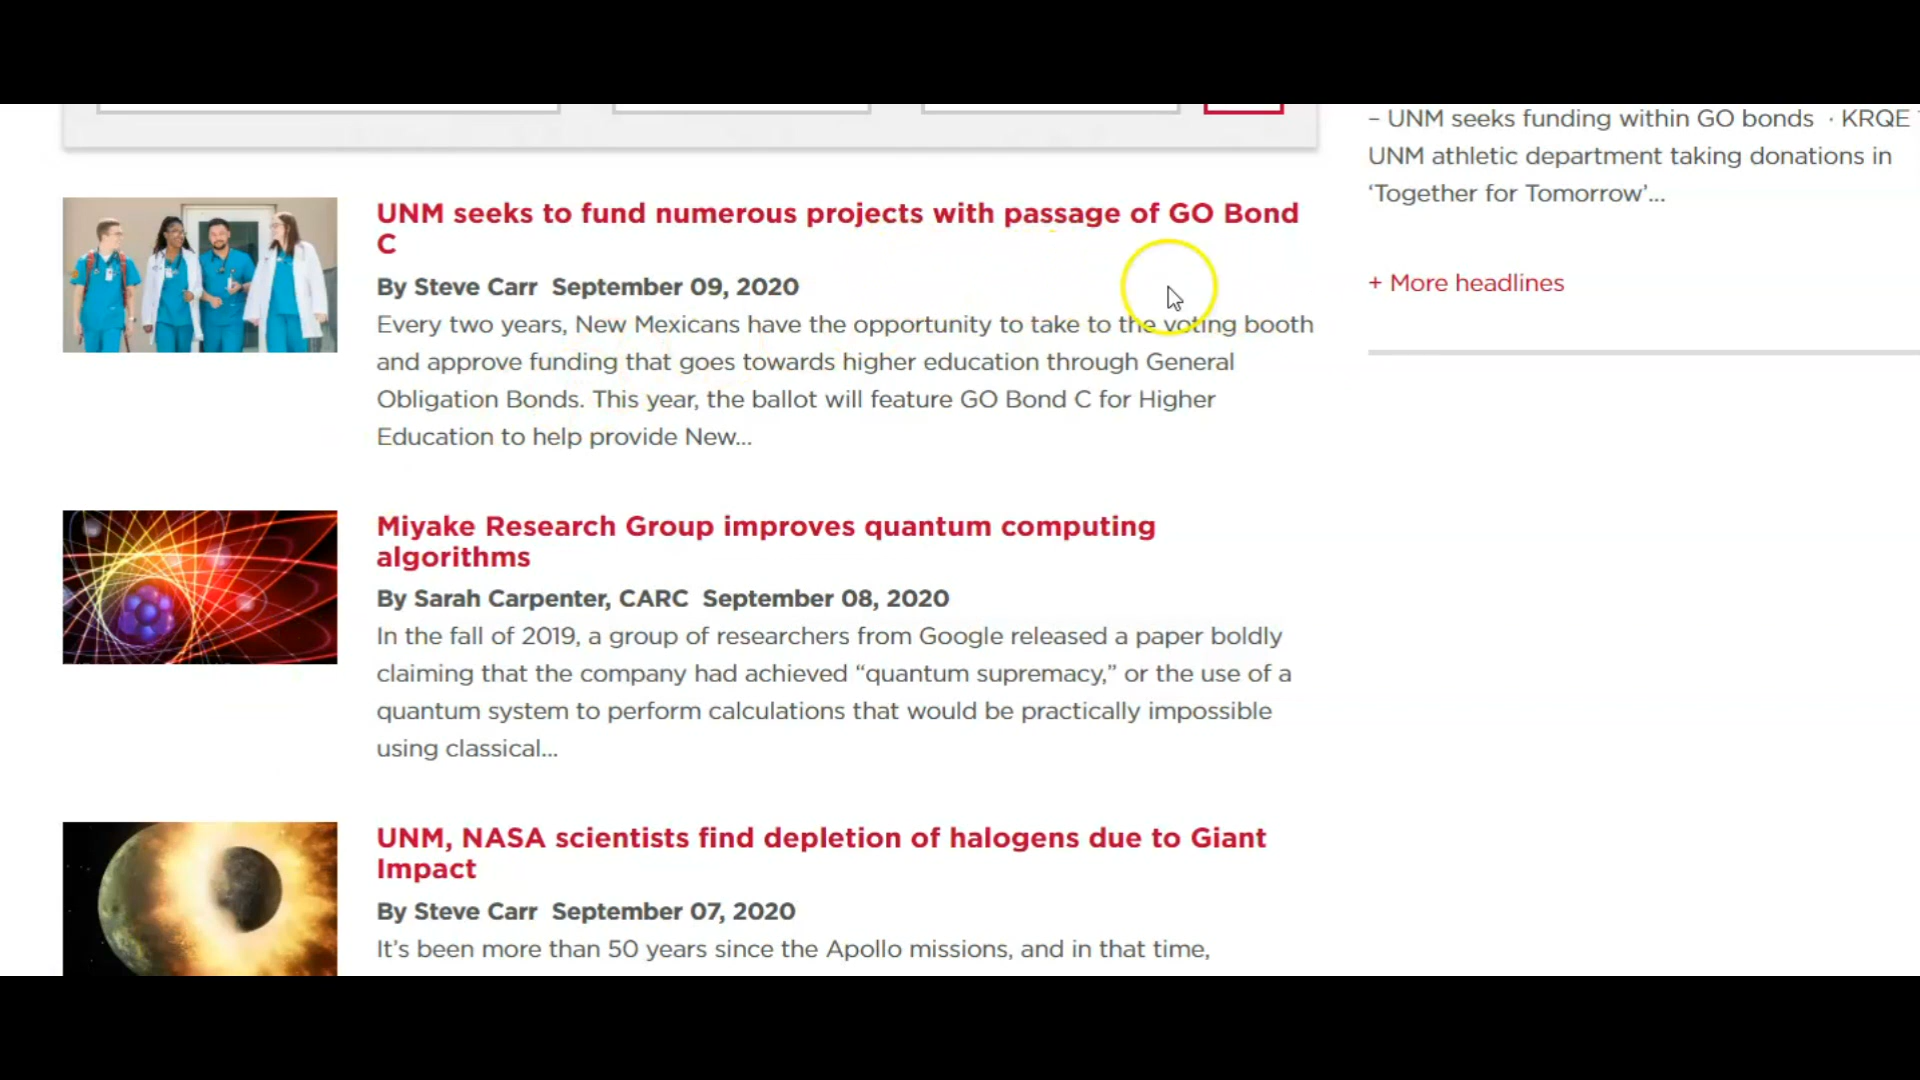 – UNM seeks funding within GO bonds · KRQE
UNM athletic department taking donations in
‘Together for Tomorrow’...
+ More headlines
UNM seeks to fund numerous projects with passage of GO Bond
C
By Steve Carr September 09, 2020
Every two years, New Mexicans have the opportunity to take to the voting booth
and approve funding that goes towards higher education through General
Obligation Bonds. This year, the ballot will feature GO Bond C for Higher
Education to help provide New...
Miyake Research Group improves quantum computing
algorithms
By Sarah Carpenter, CARC September 08, 2020
In the fall of 2019, a group of researchers from Google released a paper boldly
claiming that the company had achieved “quantum supremacy,” or the use of a
quantum system to perform calculations that would be practically impossible
using classical...
UNM, NASA scientists find depletion of halogens due to Giant
Impact
By Steve Carr September 07, 2020
It’s been more than 50 years since the Apollo missions, and in that time,